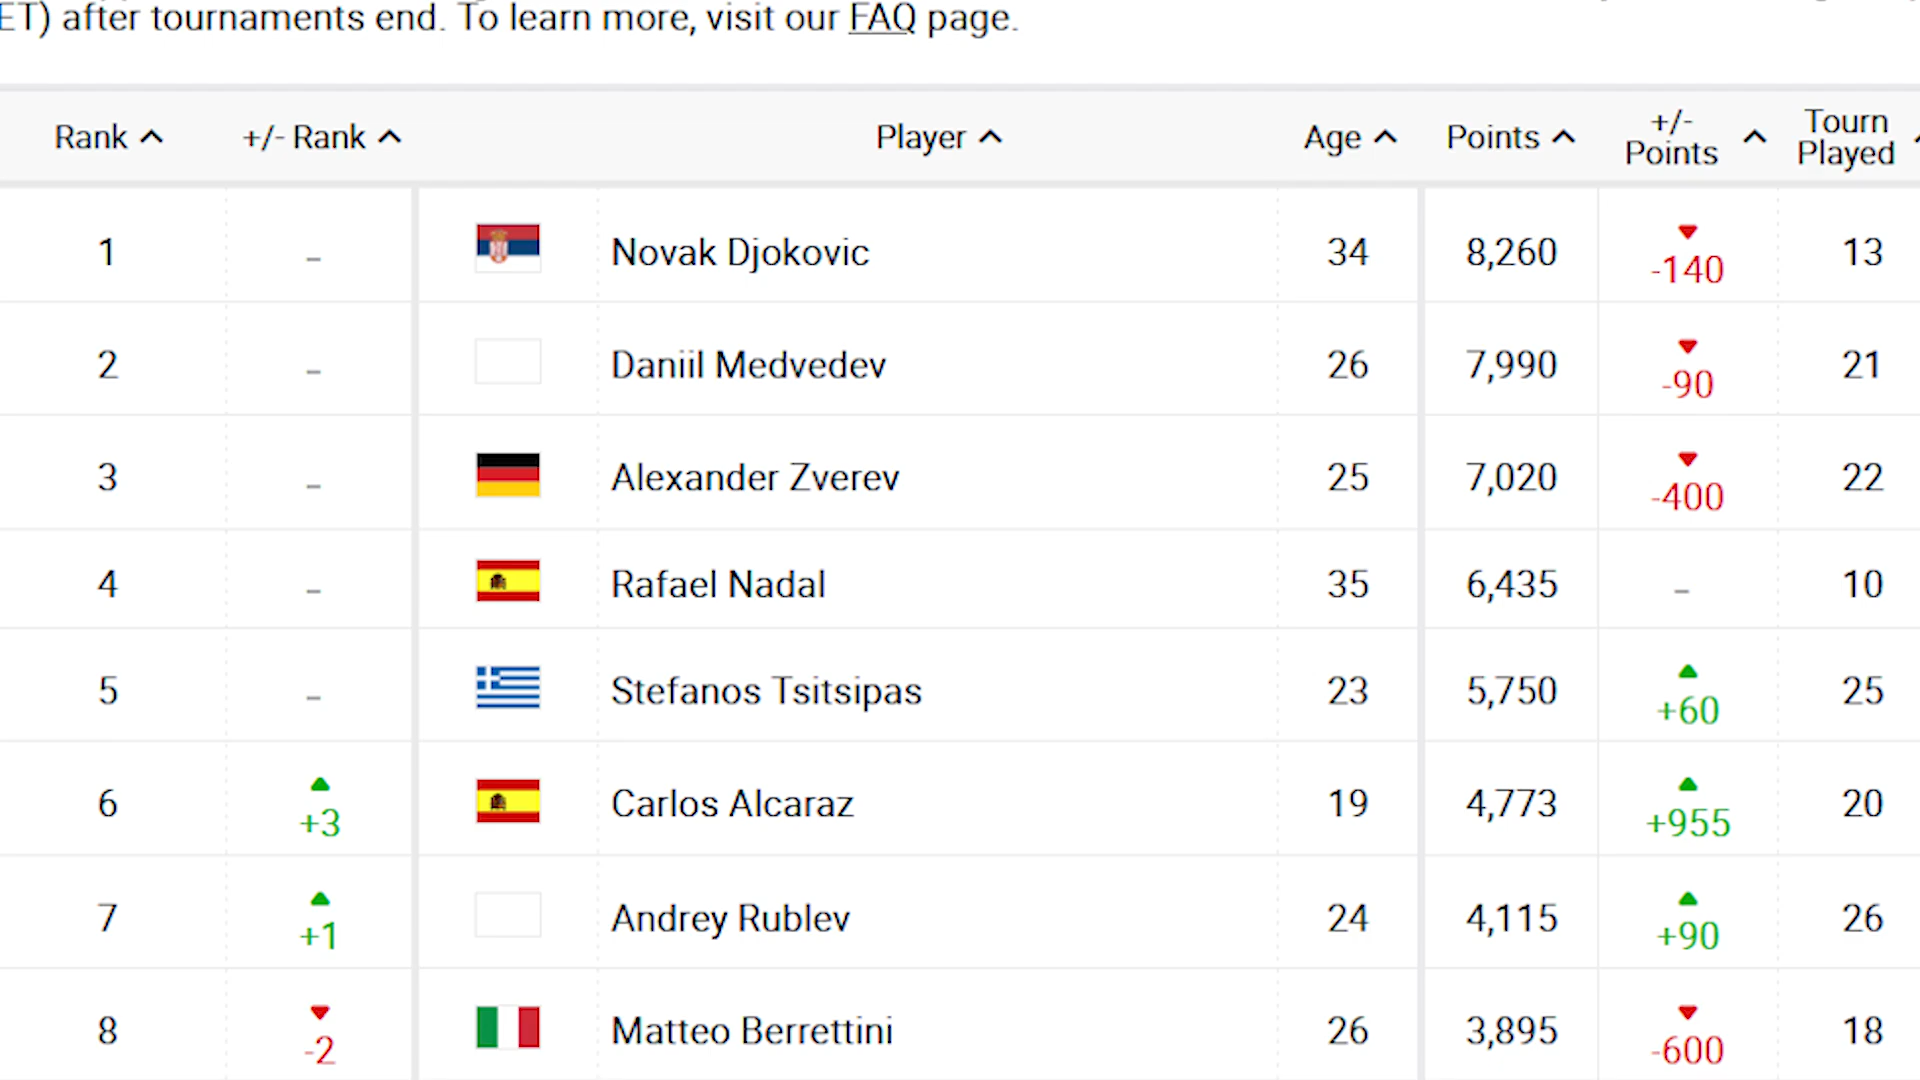 ET) after tournaments end. To learn more, visit our FAQ page.
Rank +/- Rank Player Age Points +/- Points Tourn Played
1 - Novak Djokovic 34 8,260 -140 13
2 - Daniil Medvedev 26 7,990 -90 21
3 - Alexander Zverev 25 7,020 -400 22
4 - Rafael Nadal 35 6,435 - 10
5 - Stefanos Tsitsipas 23 5,750 +60 25
6 +3 Carlos Alcaraz 19 4,773 +955 20
7 +1 Andrey Rublev 24 4,115 +90 26
8 -2 Matteo Berrettini 26 3,895 -600 18